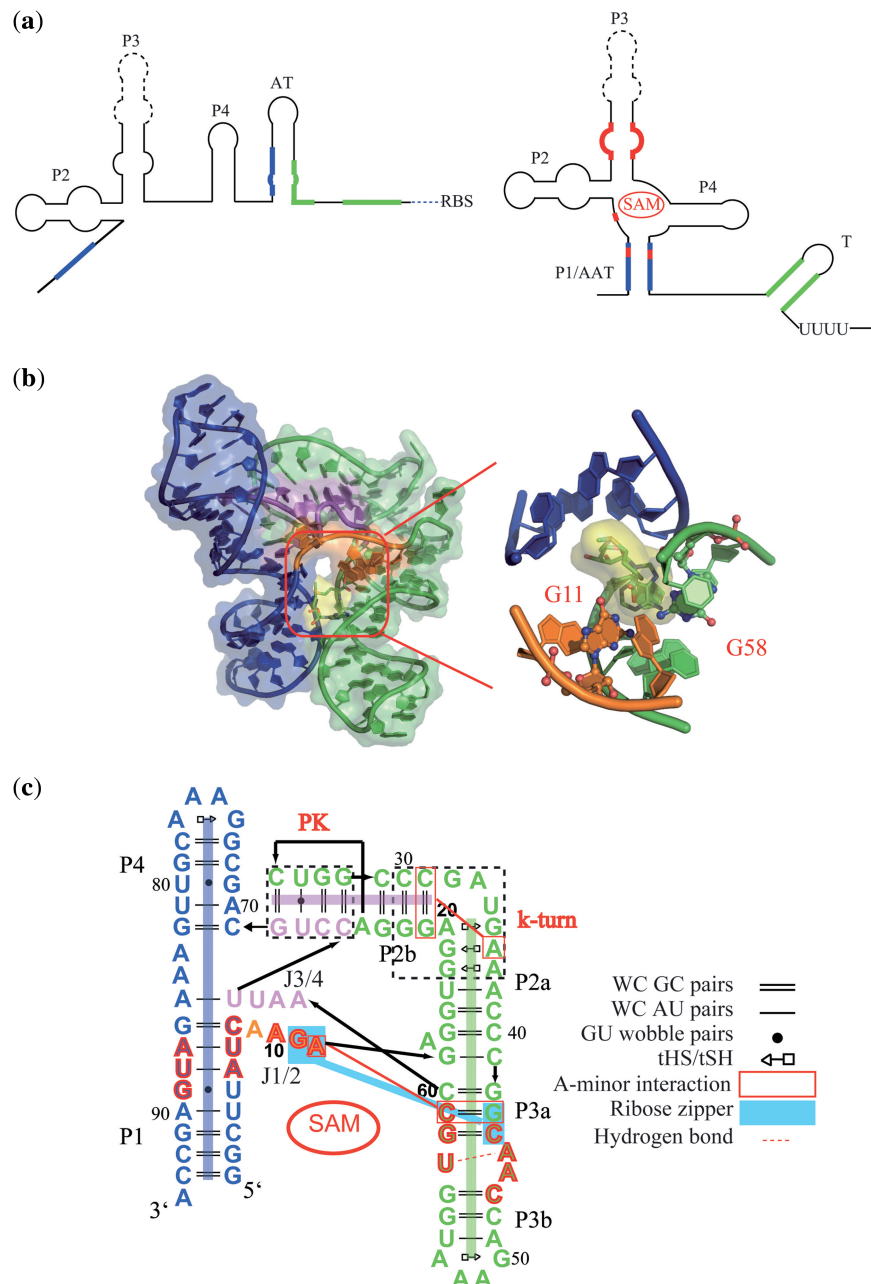 (a)
P3
AT
P4
P2
RBS
P3
P2
P4
SAM
T
P1/AAT
UUUU
(b)
G11
G58
(c)
A A
A G
P4
C G
G C
80 U G
U A 70
G C
PK
C U G G C C C G A
30
G U C C A G G G
20
U
G
A
A
k-turn
P2b
P2a
A A A
J3/4
U U A A
G C A A G A
A U
U A
G U
10
J1/2
G G U G G A
A C C C
40
60 C G
C G
G C
U A A
C
P3a
P3b
G C
G A
U G 50
A A A
90 A U
G C
C G
C G
A
P1
3‘
5‘
SAM
WC GC pairs
WC AU pairs
GU wobble pairs
tHS/tSH
A-minor interaction
Ribose zipper
Hydrogen bond